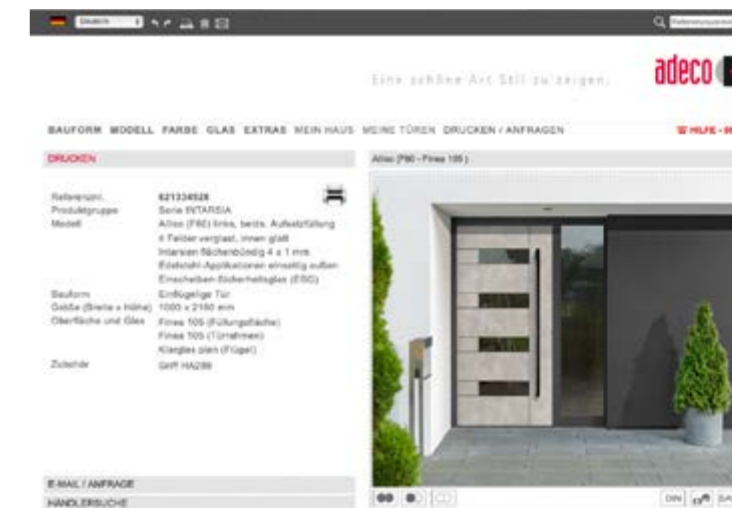 Deutsch
Eine schöne Art Stil zu zeigen.
adeco
BAUFORM MODELL FARBE GLAS EXTRAS MEIN HAUS MEINE TÜREN DRUCKEN / ANFRAGEN
DRUCKEN
Referenznr. 621334528
Produktgruppe Serie INTARSIA
Modell
(F80) links, beids. Aufsatzfüllung
4 Felder verglast, innen glatt
Intarsien flächenbündig 4 x 1 mm
Edelstahl-Applikationen einseitig außen
Einscheiben-Sicherheitsglas (ESG)
Bauform Einflügelige Tür
Größe (Breite x Höhe) 1000 x 2180 mm
Oberfläche und Glas Finea 105 (Füllungsfläche)
Finea 105 (Türrahmen)
Klarglas plan (Flügel)
Zubehör Griff HA289
E-MAIL / ANFRAGE
HÄNDLERSUCHE
(F80 - Finea 105 )
DIN